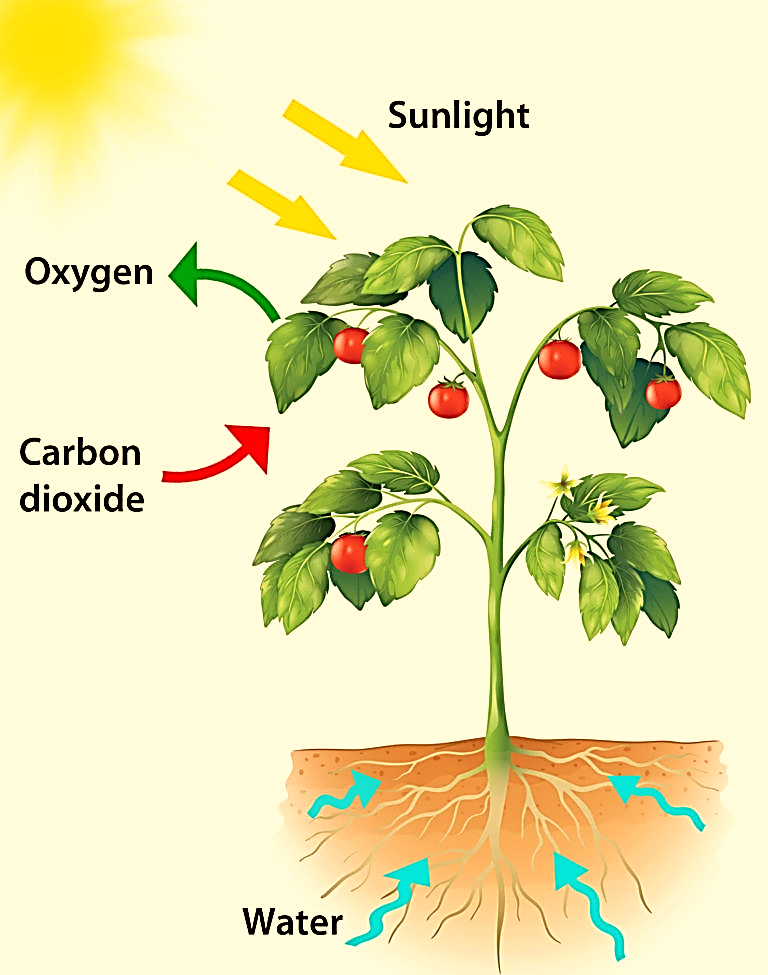 Sunlight
Oxygen
Carbon
dioxide
Water